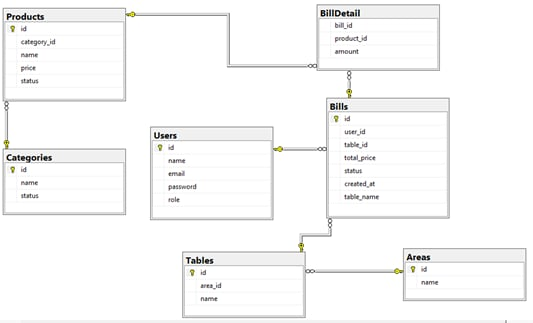 Products
id
category_id
name
price
status
BillDetail
bill_id
product_id
amount
Bills
id
user_id
table_id
total_price
status
created_at
table_name
Users
id
name
email
password
role
Categories
id
name
status
Tables
id
area_id
name
Areas
id
name